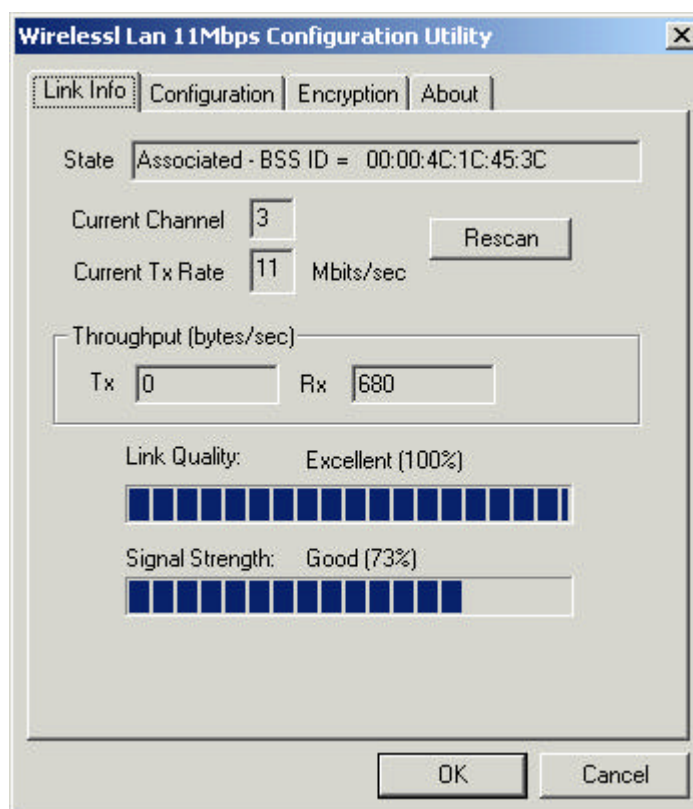 Wirelessl Lan 11Mbps Configuration Utility
Link Info Configuration Encryption About
State Associated - BSS ID = 00:00:4C:1C:45:3C
Current Channel 3
Rescan
Current Tx Rate 11 Mbits/sec
Throughput (bytes/sec)
Tx 0 Rx 680
Link Quality: Excellent (100%)
Signal Strength: Good (73%)
OK Cancel